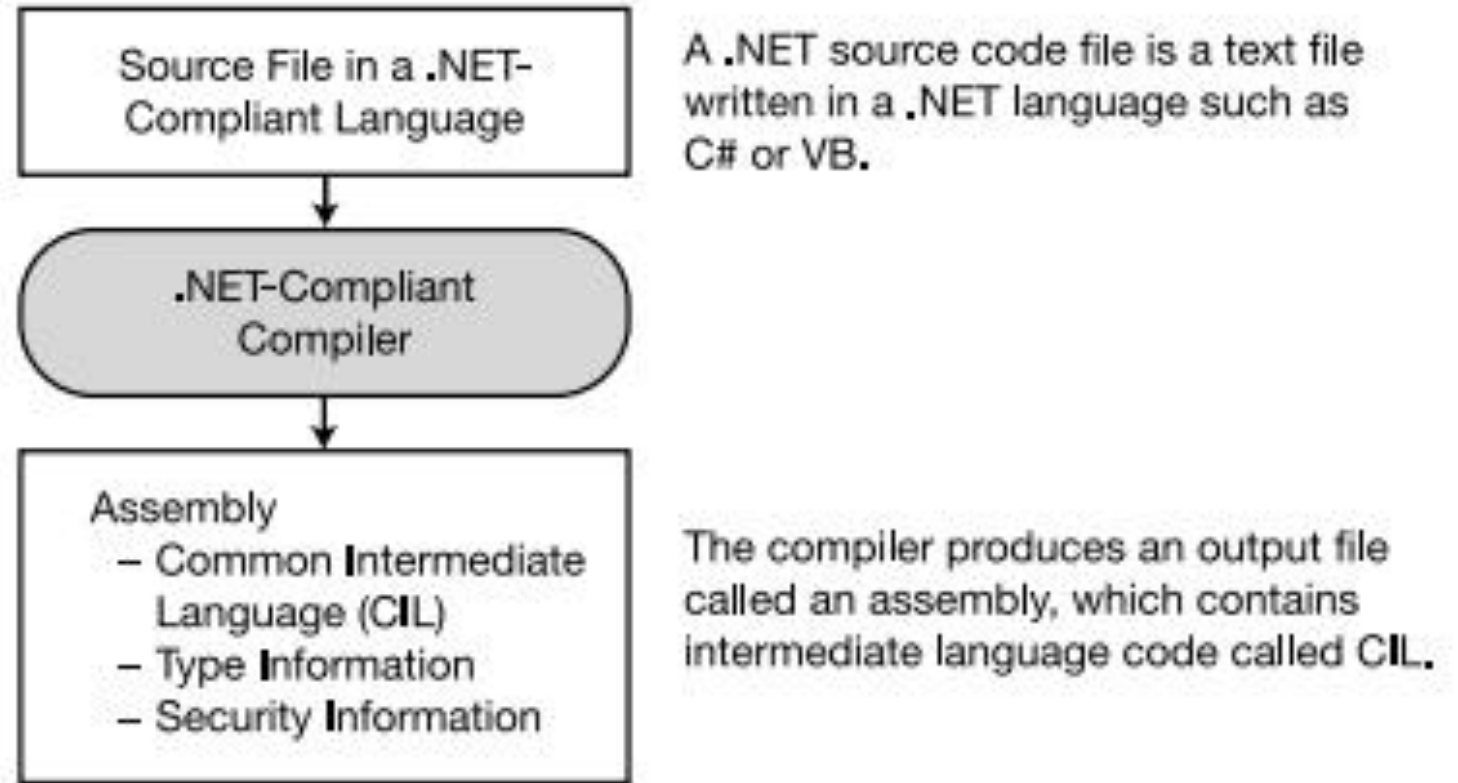 Source File in a .NET-
Compliant Language
A .NET source code file is a text file
written in a .NET language such as
C# or VB.
.NET-Compliant
Compiler
Assembly
– Common Intermediate
Language (CIL)
– Type Information
– Security Information
The compiler produces an output file
called an assembly, which contains
intermediate language code called CIL.